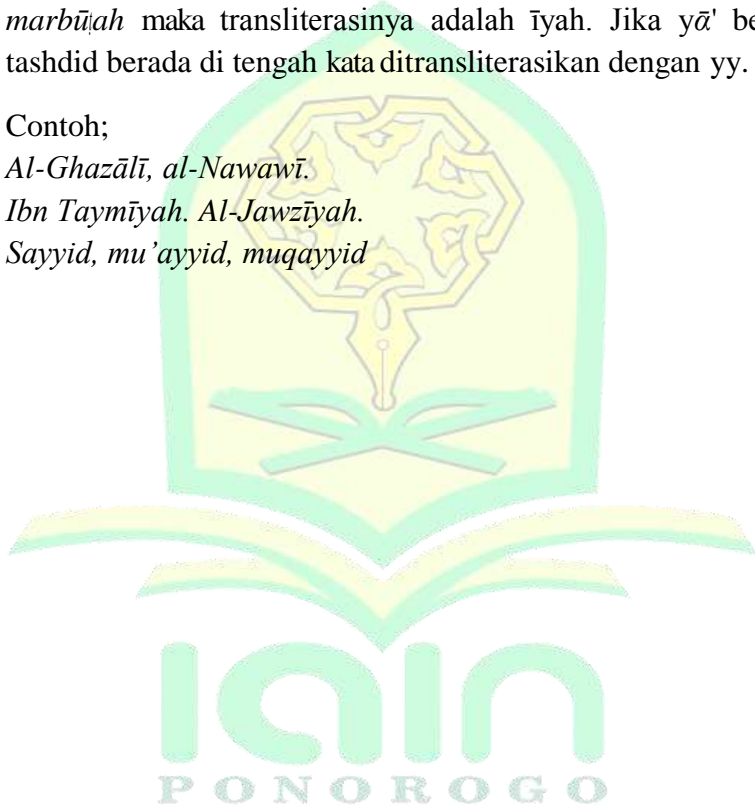 marbūṭah maka transliterasinya adalah īyah. Jika yā' be
tashdid berada di tengah kata ditransliterasikan dengan yy.
Contoh;
Al-Ghazālī, al-Nawawī.
Ibn Taymīyah. Al-Jawzīyah.
Sayyid, mu’ayyid, muqayyid
iain
PONOROGO